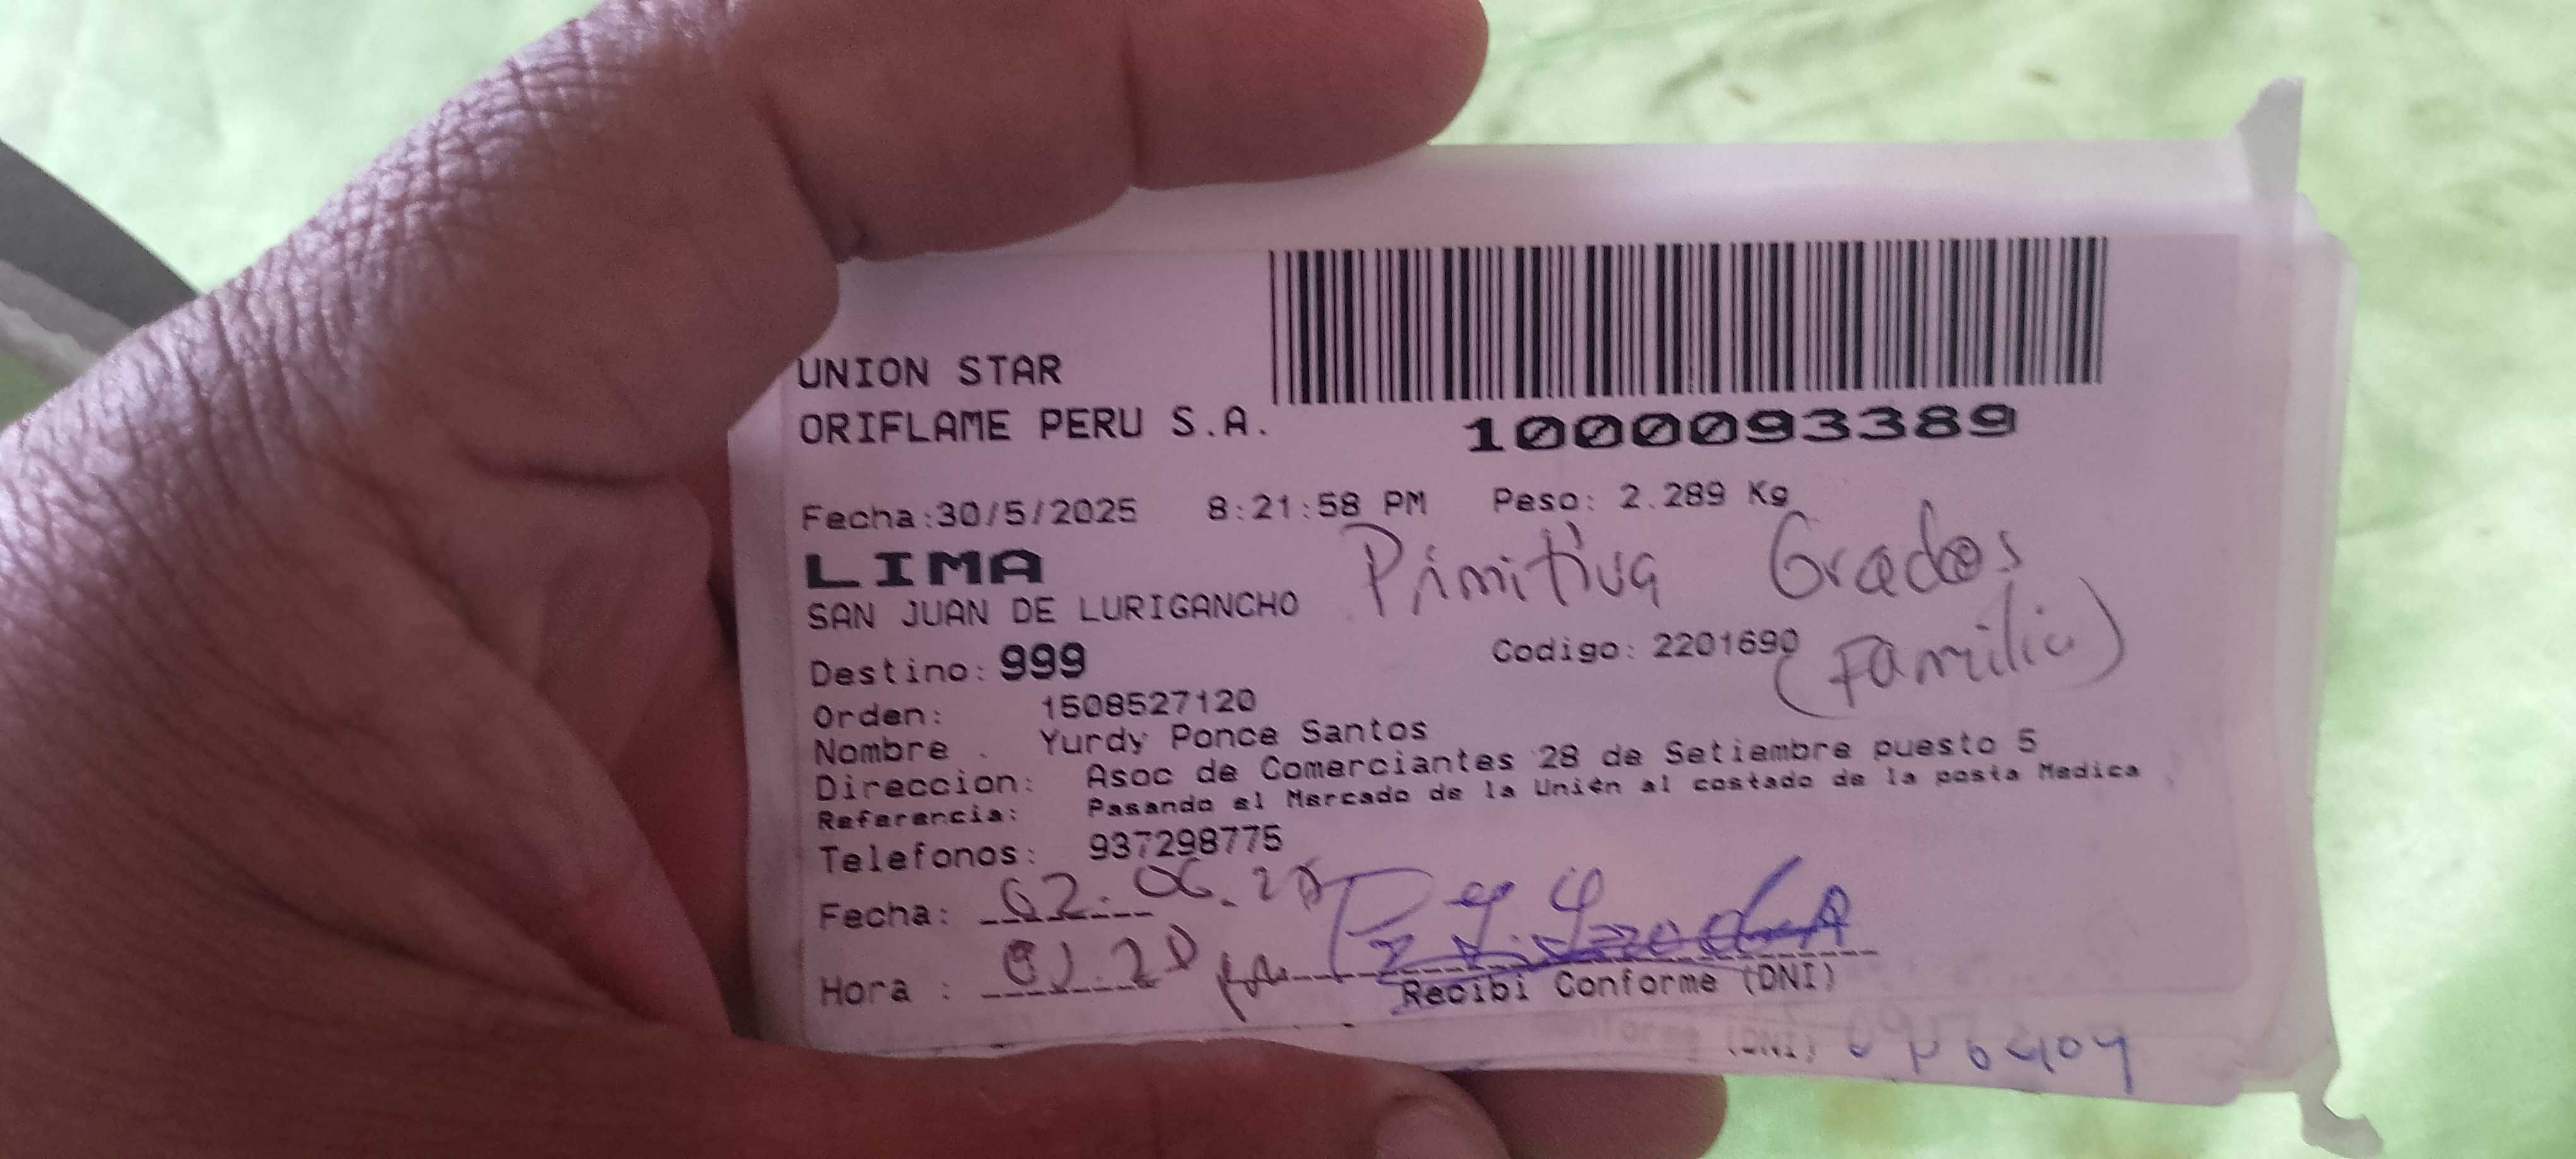 UNION STAR
ORIFLAME PERU S.A.
1000093389
Fecha:30/5/2025 8:21:58 PM Peso: 2.289 Kg
LIMA
Primitiva Grados
SAN JUAN DE LURIGANCHO
(Familia)
Destino: 999 Codigo: 2201690
Orden: 1508527120
Nombre Yurdy Ponce Santos
Direccion: Asoc de Comerciantes 28 de Setiembre puesto 5
Referencia: Pasando el Mercado de la Unión al costado de la posta Medica
Telefonos: 937298775
Fecha: 02.06.25
Hora :
Recibi Conforme (DNI)
(DNI)